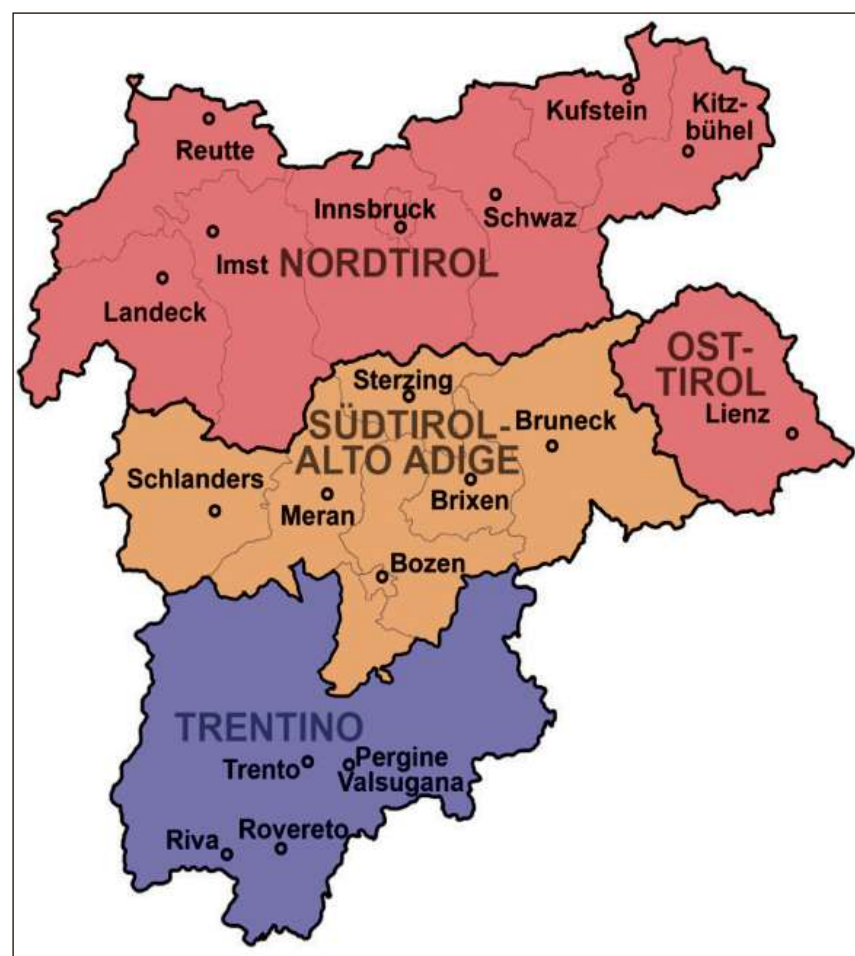 Kufstein
Kitz-
bühel
Reutte
Innsbruck
Schwaz
Imst
NORDTIROL
Landeck
OST-
TIROL
Lienz
Sterzing
SÜDTIROL-
ALTO ADIGE
Bruneck
Schlanders
Meran
Brixen
Bozen
TRENTINO
Trento
Pergine
Valsugana
Riva
Rovereto